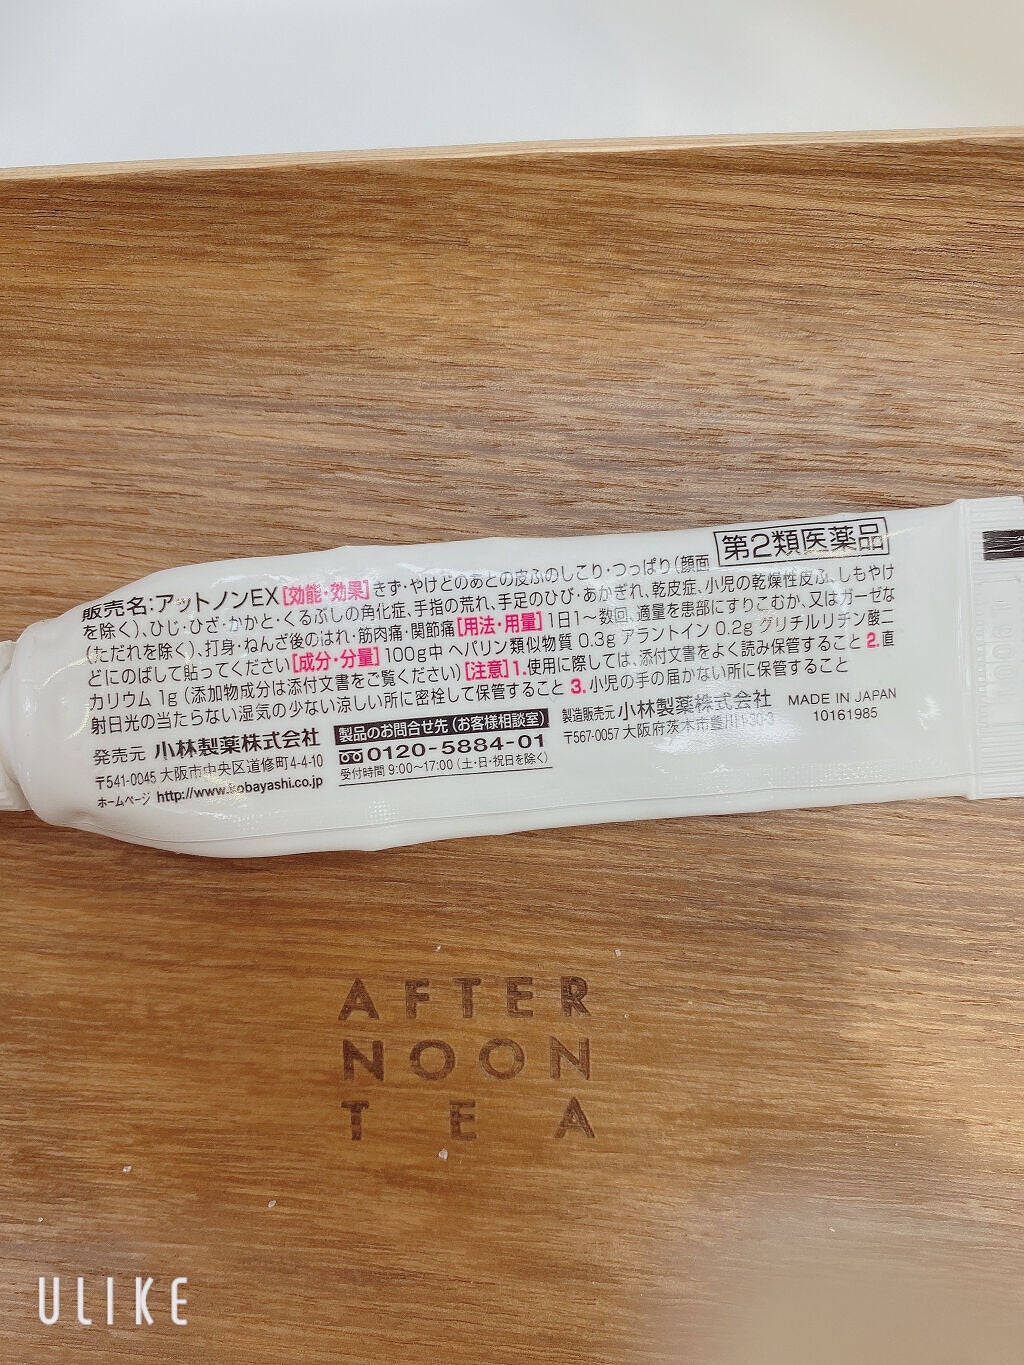 第2類医薬品
販売名:アットノンEX[効能・効果]きず・やけどのあとの皮ふのしこり・つっぱり(顔面
を除く)、ひじ・ひざ・かかと・くるぶしの角化症、手指の荒れ、手足のひび・あかぎれ、乾皮症、小児の乾燥性皮ふ、しもやけ
(ただれを除く)、打身・ねんざ後のはれ・筋肉痛・関節痛[用法・用量]1日1〜数回、適量を患部にすりこむか、又はガーゼな
どにのばして貼ってください[成分・分量]100g中 ヘパリン類似物質 0.3g アラントイン 0.2g グリチルリチン酸二
カリウム 1g(添加物成分は添付文書をご覧ください)[注意]1.使用に際しては、添付文書をよく読み保管すること 2.直
射日光の当たらない湿気の少ない涼しい所に密栓して保管すること 3.小児の手の届かない所に保管すること
発売元 小林製薬株式会社
〒541-0045 大阪市中央区道修町4-4-10
ホームページ http://www.kobayashi.co.jp
製品のお問合せ先(お客様相談室)
0120-5884-01
受付時間 9:00〜17:00(土・日・祝日を除く)
製造販売元 小林製薬株式会社
〒567-0057 大阪府茨木市豊川1-30-3
MADE IN JAPAN
10161985
AFTER
NOON
TEA
ULIKE